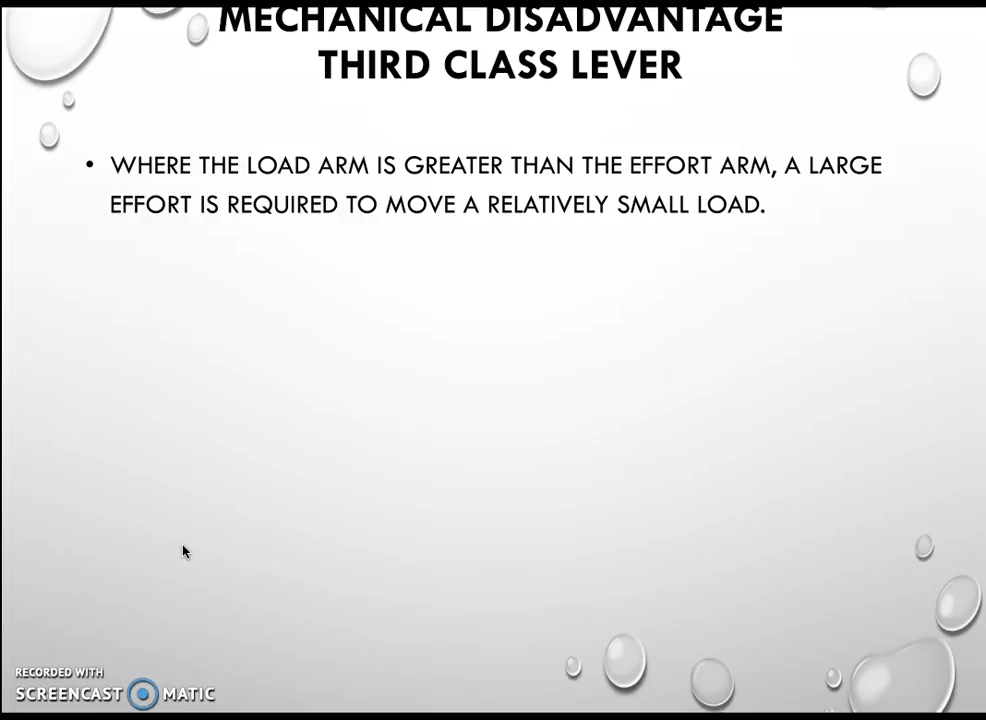 MECHANICAL DISADVANTAGE
THIRD CLASS LEVER
• WHERE THE LOAD ARM IS GREATER THAN THE EFFORT ARM, A LARGE
EFFORT IS REQUIRED TO MOVE A RELATIVELY SMALL LOAD.
RECORDED WITH
SCREENCAST MATIC